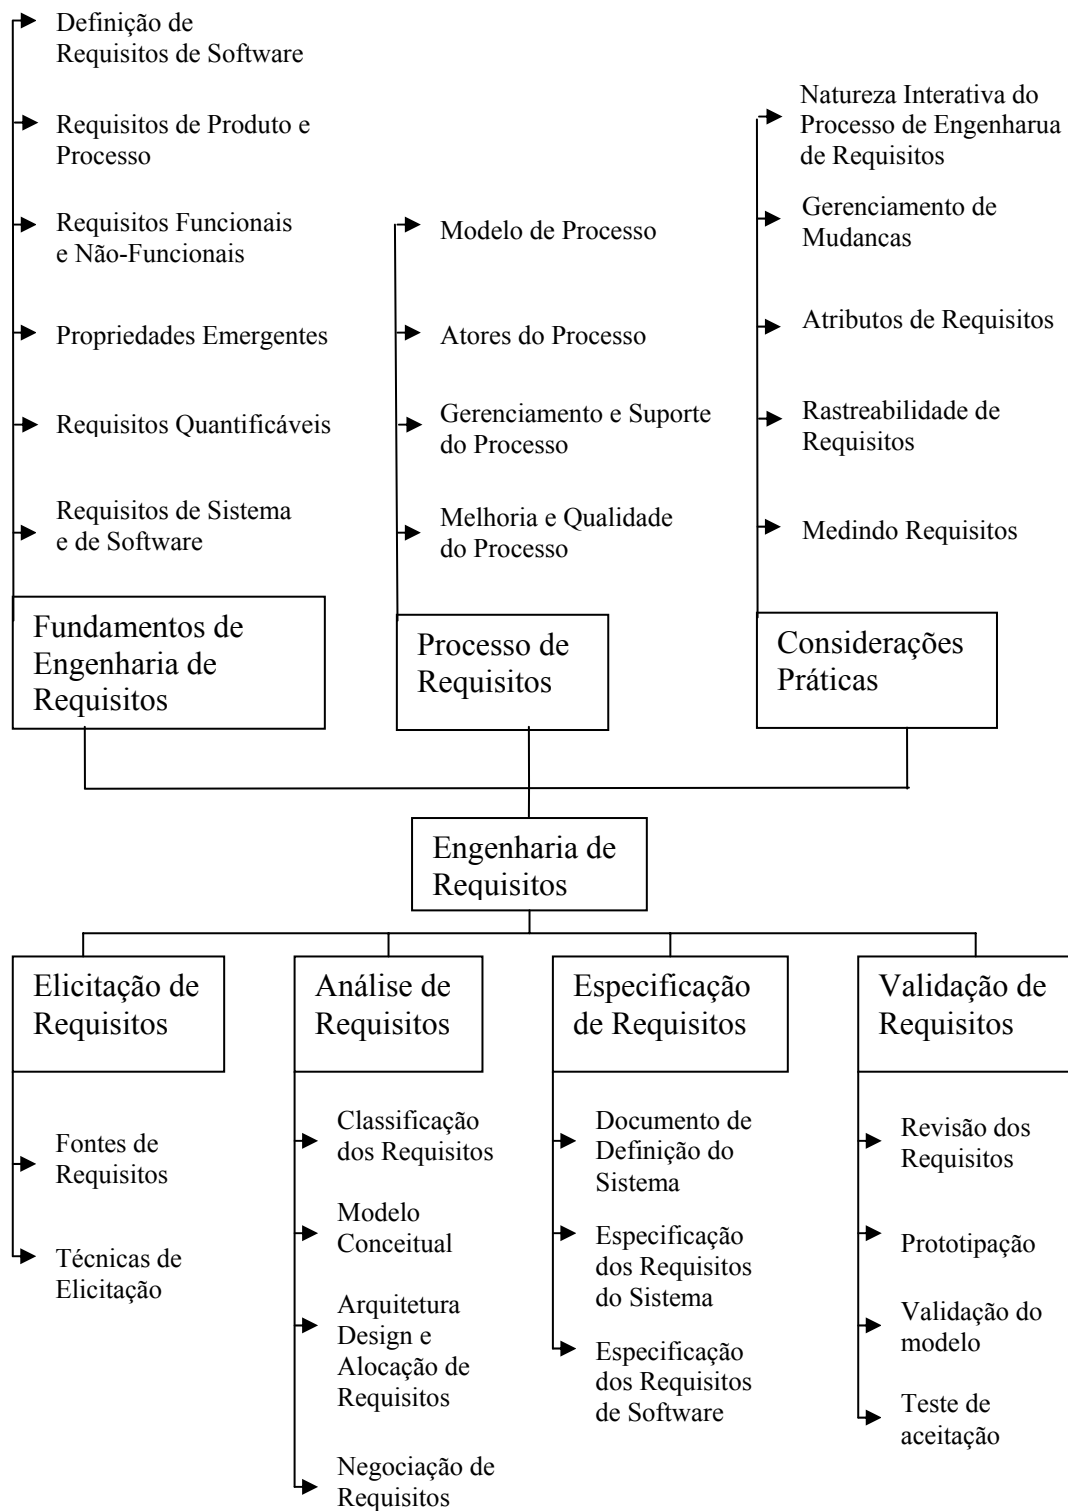 Definição de
Requisitos de Software
Requisitos de Produto e
Processo
Requisitos Funcionais
e Não-Funcionais
Propriedades Emergentes
Requisitos Quantificáveis
Requisitos de Sistema
e de Software
Fundamentos de
Engenharia de
Requisitos
Modelo de Processo
Atores do Processo
Gerenciamento e Suporte
do Processo
Melhoria e Qualidade
do Processo
Processo de
Requisitos
Natureza Interativa do
Processo de Engenharua
de Requisitos
Gerenciamento de
Mudancas
Atributos de Requisitos
Rastreabilidade de
Requisitos
Medindo Requisitos
Considerações
Práticas
Engenharia de
Requisitos
Elicitação de
Requisitos
Fontes de
Requisitos
Técnicas de
Elicitação
Análise de
Requisitos
Classificação
dos Requisitos
Modelo
Conceitual
Arquitetura
Design e
Alocação de
Requisitos
Negociação de
Requisitos
Especificação
de Requisitos
Documento de
Definição do
Sistema
Especificação
dos Requisitos
do Sistema
Especificação
dos Requisitos
de Software
Validação de
Requisitos
Revisão dos
Requisitos
Prototipação
Validação do
modelo
Teste de
aceitação